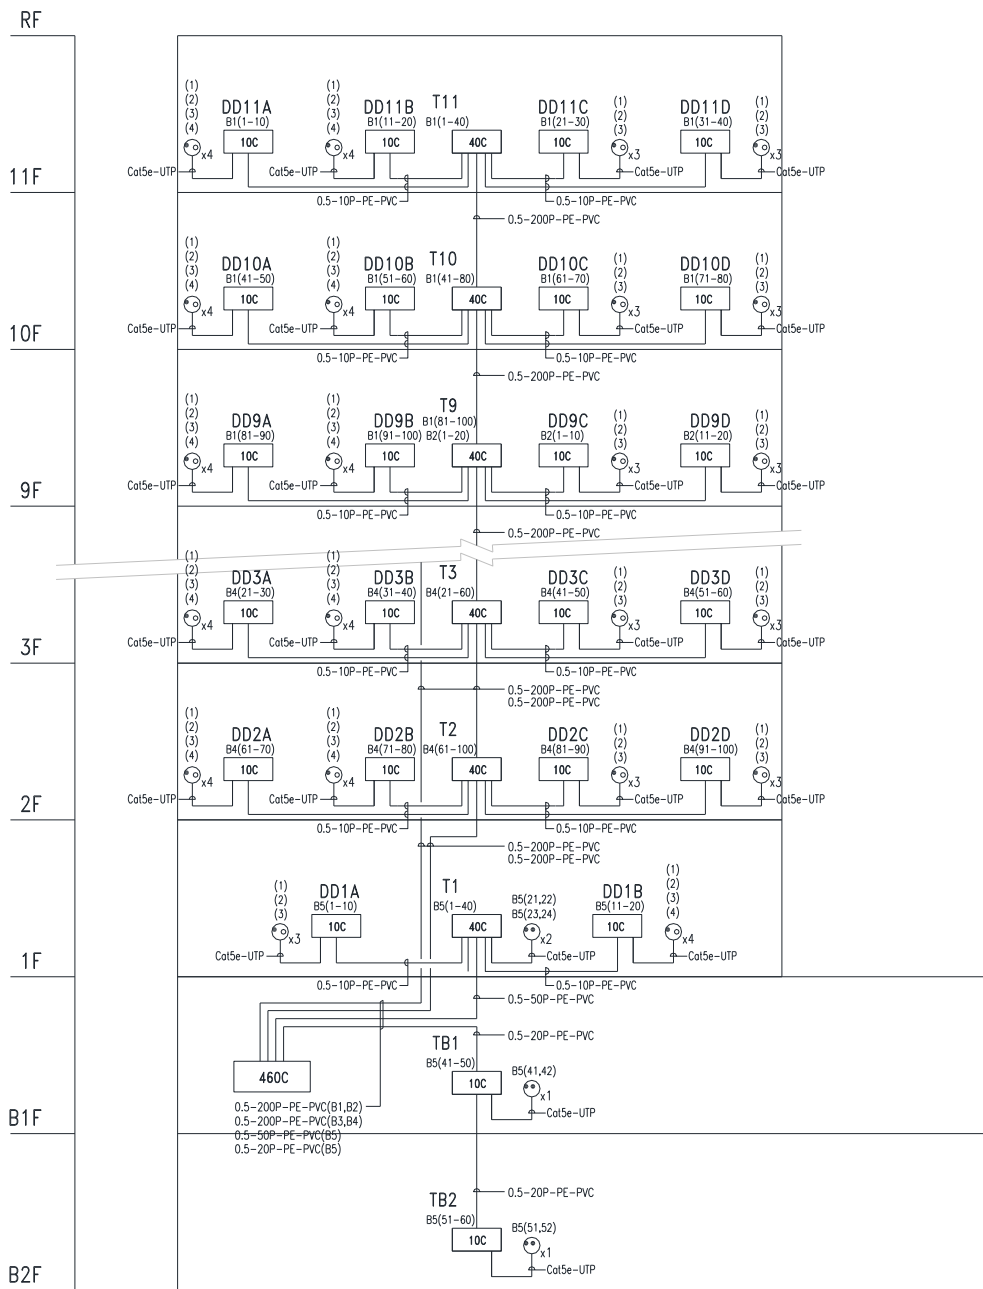 RF
(1) (1)
(2) (2)
(3) (3)
(4) (4)
DD11A DD11B T11 DD11C (1) DD11D (1)
B1(1-10) B1(11-20) B1(1-40) B1(21-30) (2) B1(31-40) (2)
(3) (3)
10C 10C 40C 10C 10C
x4 x4 x3 x3
11F Cat5e-UTP Cat5e-UTP Cat5e-UTP Cat5e-UTP
0.5-10P-PE-PVC 0.5-10P-PE-PVC
0.5-200P-PE-PVC
(1) (1)
(2) (2)
(3) (3)
(4) (4)
DD10A DD10B T10 DD10C (1) DD10D (1)
B1(41-50) B1(51-60) B1(41-80) B1(61-70) (2) B1(71-80) (2)
(3) (3)
10C 10C 40C 10C 10C
x4 x4 x3 x3
10F Cat5e-UTP Cat5e-UTP Cat5e-UTP Cat5e-UTP
0.5-10P-PE-PVC 0.5-10P-PE-PVC
0.5-200P-PE-PVC
(1) (1)
(2) (2)
(3) (3)
(4) (4)
DD9A DD9B T9 DD9C (1) DD9D (1)
B1(81-100)
B1(81-90) B1(91-100) B2(1-20) B2(1-10) (2) B2(11-20) (2)
(3) (3)
10C 10C 40C 10C 10C
x4 x4 x3 x3
9F Cat5e-UTP Cat5e-UTP Cat5e-UTP Cat5e-UTP
0.5-10P-PE-PVC 0.5-10P-PE-PVC
0.5-200P-PE-PVC
(1) (1)
(2) (2)
(3) (3)
(4) (4)
DD3A DD3B T3 DD3C (1) DD3D (1)
B4(21-30) B4(31-40) B4(21-60) B4(41-50) (2) B4(51-60) (2)
(3) (3)
10C 10C 40C 10C 10C
x4 x4 x3 x3
3F Cat5e-UTP Cat5e-UTP Cat5e-UTP Cat5e-UTP
0.5-10P-PE-PVC 0.5-10P-PE-PVC
0.5-200P-PE-PVC
0.5-200P-PE-PVC
(1) (1)
(2) (2)
(3) (3)
(4) (4)
DD2A DD2B T2 DD2C (1) DD2D (1)
B4(61-70) B4(71-80) B4(61-100) B4(81-90) (2) B4(91-100) (2)
(3) (3)
10C 10C 40C 10C 10C
x4 x4 x3 x3
2F Cat5e-UTP Cat5e-UTP Cat5e-UTP Cat5e-UTP
0.5-10P-PE-PVC 0.5-10P-PE-PVC
0.5-200P-PE-PVC
0.5-200P-PE-PVC
(1) DD1A T1 B5(21,22) DD1B (1)
(2) B5(1-10) B5(1-40) B5(23,24) B5(11-20) (2)
(3) (3)
(4)
10C 40C 10C
x3 x2 x4
1F Cat5e-UTP Cat5e-UTP Cat5e-UTP
0.5-10P-PE-PVC 0.5-10P-PE-PVC
0.5-50P-PE-PVC
0.5-20P-PE-PVC
TB1
B5(41-50) B5(41,42)
460C 10C x1
Cat5e-UTP
B1F
0.5-200P-PE-PVC(B1,B2)
0.5-200P-PE-PVC(B3,B4)
0.5-50P-PE-PVC(B5)
0.5-20P-PE-PVC(B5)
0.5-20P-PE-PVC
TB2
B5(51-60) B5(51,52)
10C x1
Cat5e-UTP
B2F